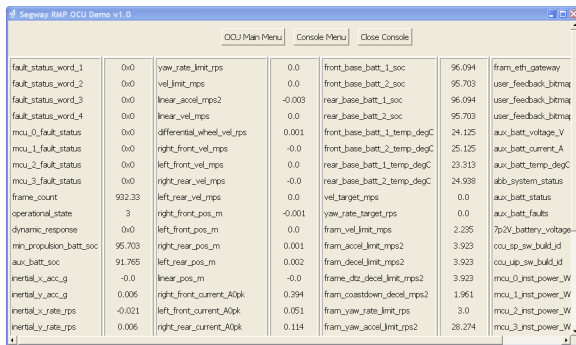 Segway RMP OCU Demo v1.0
OCU Main Menu Console Menu Close Console
fault_status_word_1 0x0 yaw_rate_limit_rps 0.0 front_base_batt_1_soc 96.094 fram_eth_gateway
fault_status_word_2 0x0 vel_limit_mps 0.0 front_base_batt_2_soc 95.703 user_feedback_bitmap
fault_status_word_3 0x0 linear_accel_mps2 -0.003 rear_base_batt_1_soc 96.094 user_feedback_bitmap
fault_status_word_4 0x0 linear_vel_mps 0.0 rear_base_batt_2_soc 95.703 aux_batt_voltage_V
mcu_0_fault_status 0x0 differential_wheel_vel_rps 0.001 front_base_batt_1_temp_degC 24.125 aux_batt_current_A
mcu_1_fault_status 0x0 right_front_vel_mps -0.0 front_base_batt_2_temp_degC 25.125 aux_batt_temp_degC
mcu_2_fault_status 0x0 left_front_vel_mps 0.0 rear_base_batt_1_temp_degC 23.313 abb_system_status
mcu_3_fault_status 0x0 right_rear_vel_mps -0.0 rear_base_batt_2_temp_degC 24.938 aux_batt_status
frame_count 932.33 left_rear_vel_mps 0.0 vel_target_mps 0.0 aux_batt_faults
operational_state 3 right_front_pos_m -0.001 yaw_rate_target_rps 0.0 7p2V_battery_voltage
dynamic_response 0x0 left_front_pos_m 0.0 fram_vel_limit_mps 2.235 ccu_sp_sw_build_id
min_propulsion_batt_soc 95.703 right_rear_pos_m 0.001 fram_accel_limit_mps2 3.923 ccu_uip_sw_build_id
aux_batt_soc 91.765 left_rear_pos_m 0.002 fram_decel_limit_mps2 3.923 mcu_0_inst_power_W
inertial_x_acc_g -0.0 linear_pos_m -0.0 frame_dtz_decel_limit_mps2 3.923 mcu_1_inst_power_W
inertial_y_acc_g 0.006 right_front_current_A0pk 0.394 fram_coastdown_decel_mps2 1.961 mcu_2_inst_power_W
inertial_x_rate_rps -0.021 left_front_current_A0pk 0.051 fram_yaw_rate_limit_rps 3.0 mcu_3_inst_power_W
inertial_y_rate_rps 0.006 right_rear_current_A0pk 0.114 fram_yaw_accel_limit_rps2 28.274